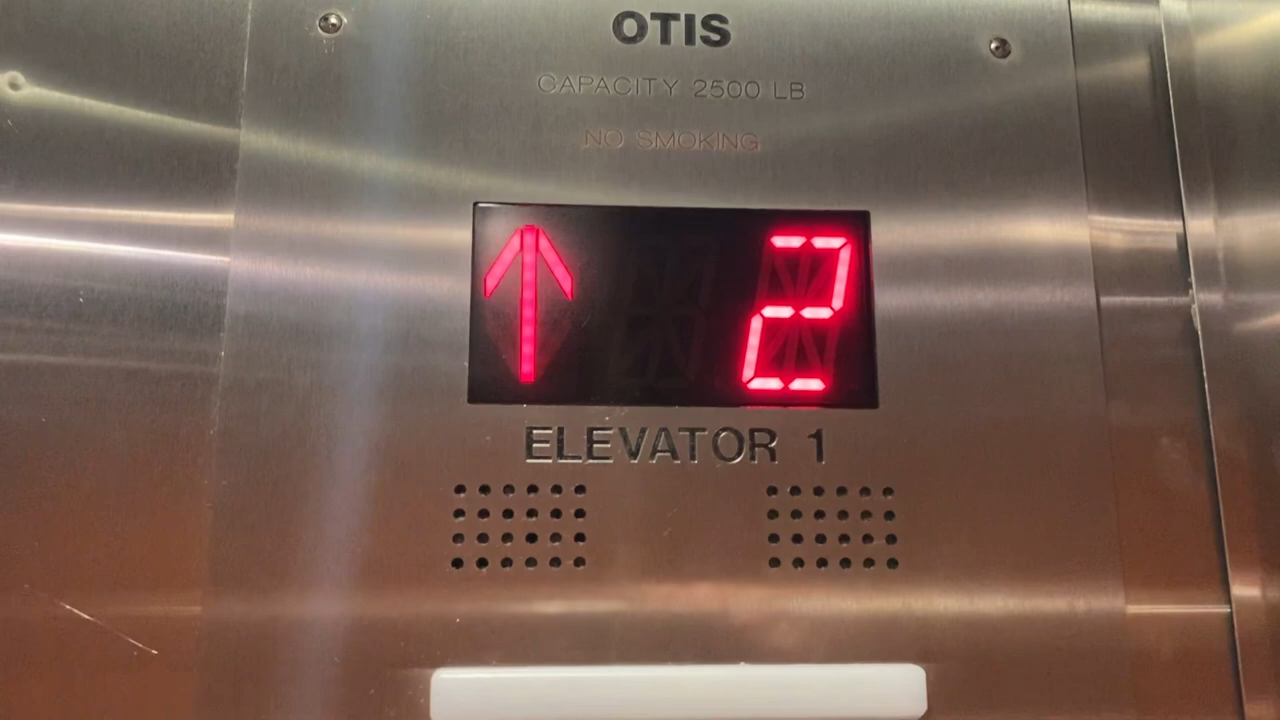 OTIS
CAPACITY 2500 LB
NO SMOKING
2
ELEVATOR 1